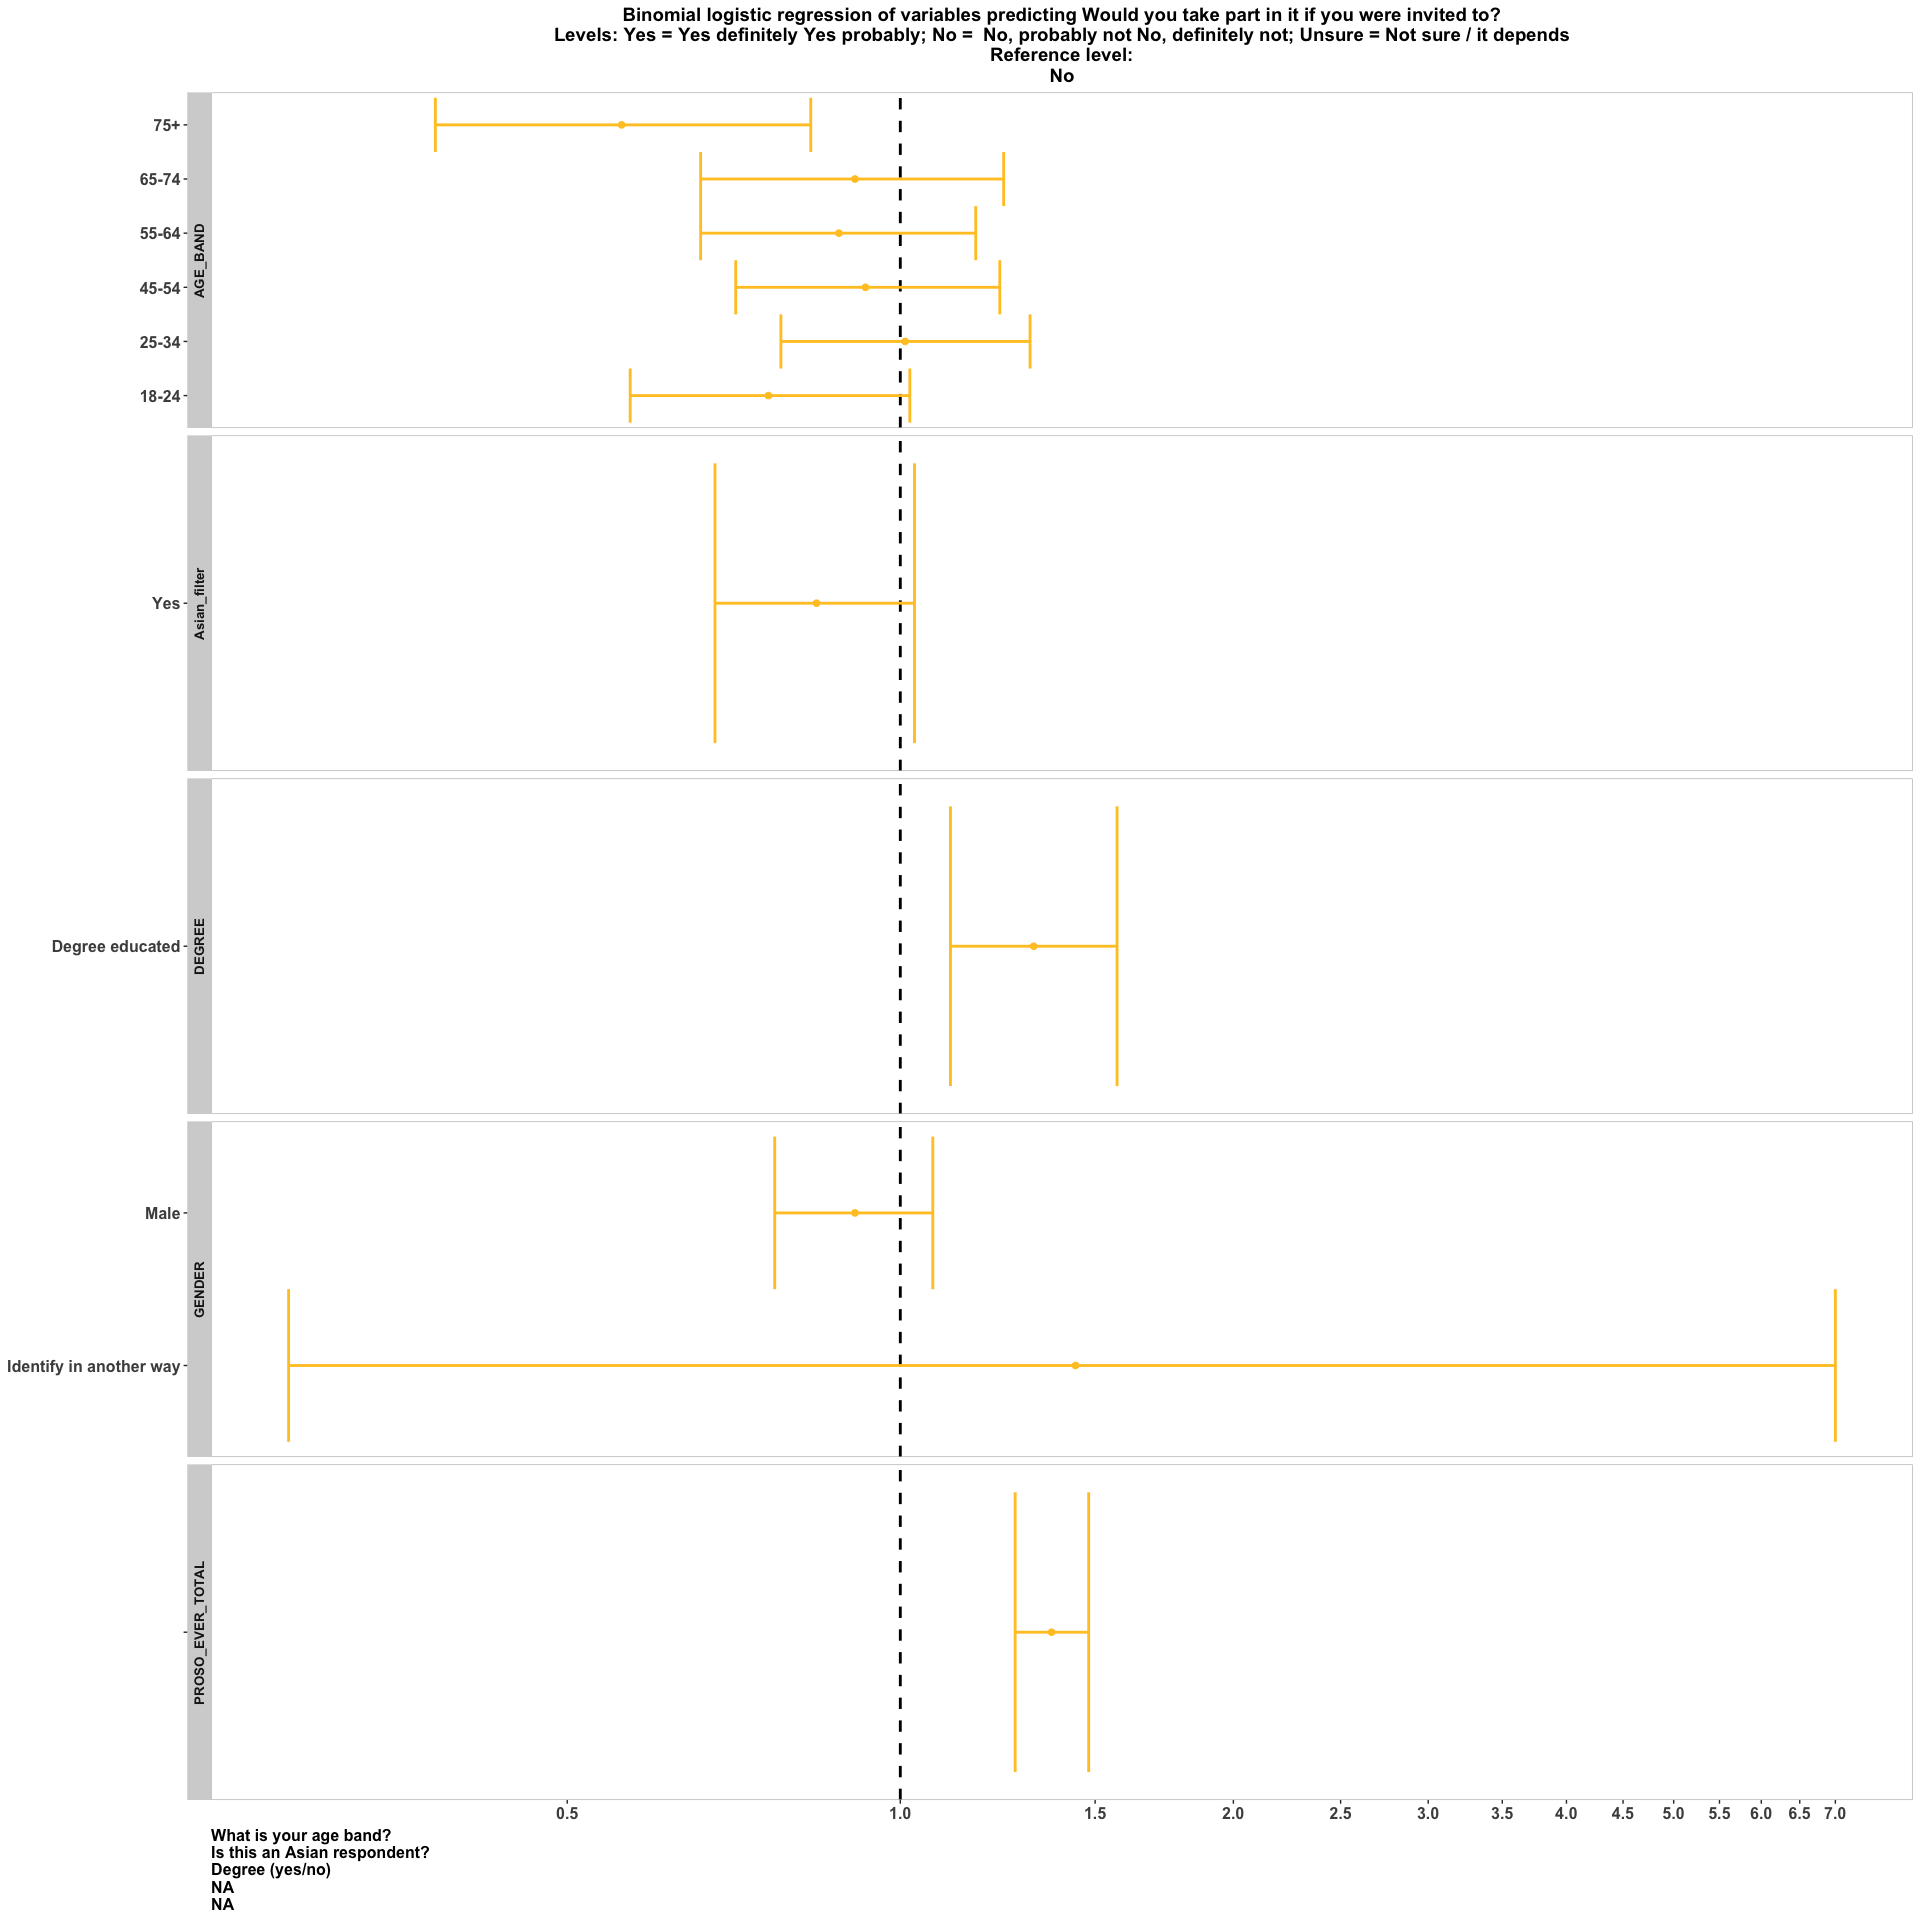 Binomial logistic regression of variables predicting Would you take part in it if you were invited to?
Levels: Yes = Yes definitely Yes probably; No =  No, probably not No, definitely not; Unsure = Not sure / it depends
Reference level:
No
AGE_BAND
75+
65-74
55-64
45-54
25-34
18-24
Asian_filter
Yes
DEGREE
Degree educated
GENDER
Male
Identify in another way
PROSO_EVER_TOTAL
0.5 1.0 1.5 2.0 2.5 3.0 3.5 4.0 4.5 5.0 5.5 6.0 6.5 7.0
What is your age band?
Is this an Asian respondent?
Degree (yes/no)
NA
NA